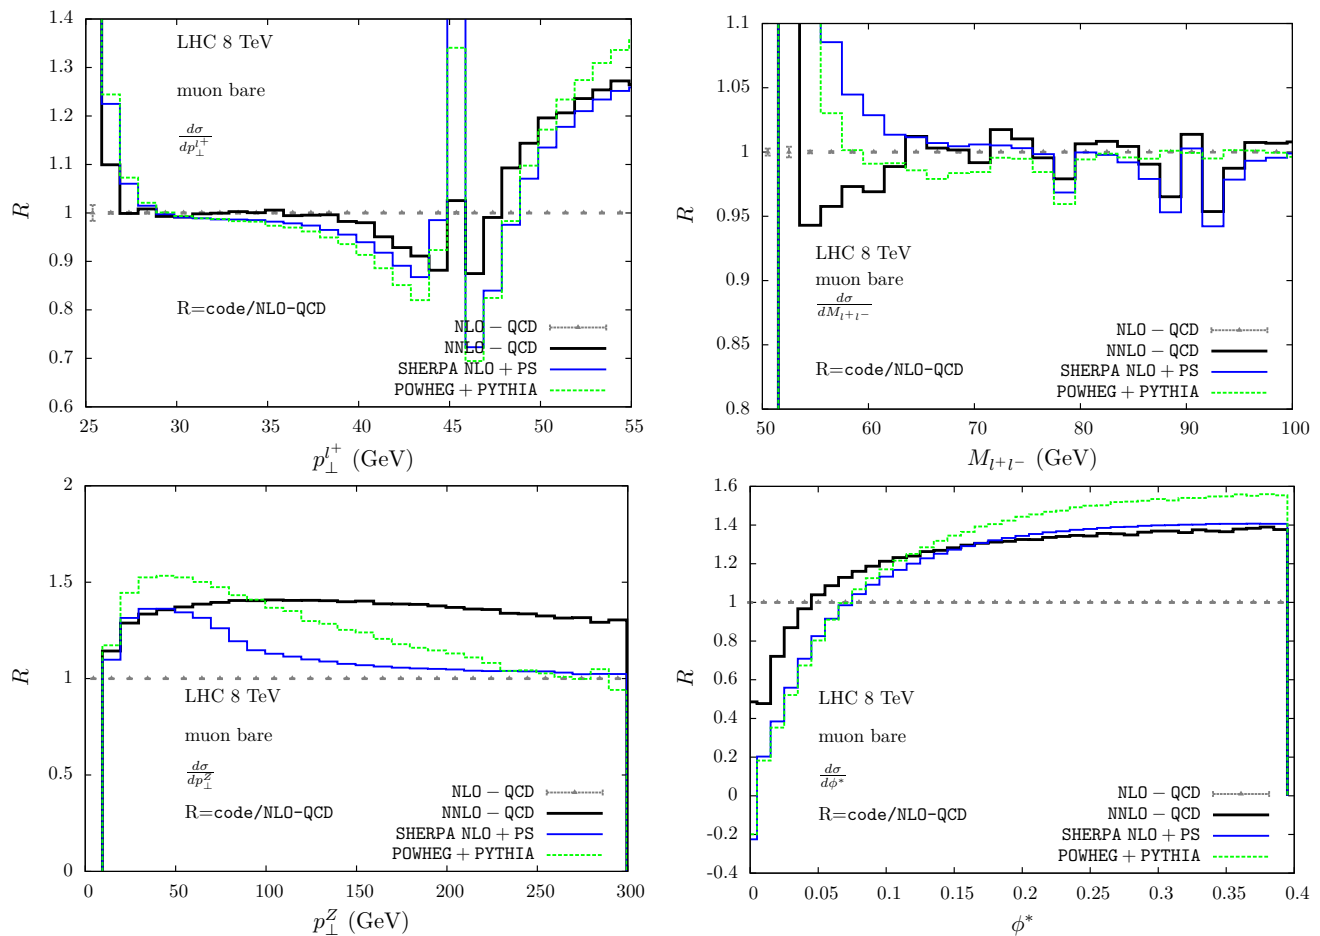 1.4
1.3
1.2
1.1
1
0.9
0.8
0.7
0.6
R
LHC 8 TeV
muon bare
dσ
dp⊥^{l+}
R=code/NLO-QCD
NLO − QCD
NNLO − QCD
SHERPA NLO + PS
POWHEG + PYTHIA
25 30 35 40 45 50 55
p⊥^{l+} (GeV)
1.1
1.05
1
0.95
0.9
0.85
0.8
R
LHC 8 TeV
muon bare
dσ
dM_{l+l−}
R=code/NLO-QCD
NLO − QCD
NNLO − QCD
SHERPA NLO + PS
POWHEG + PYTHIA
50 60 70 80 90 100
M_{l+l−} (GeV)
2
1.5
1
0.5
0
R
LHC 8 TeV
muon bare
dσ
dp⊥^Z
R=code/NLO-QCD
NLO − QCD
NNLO − QCD
SHERPA NLO + PS
POWHEG + PYTHIA
0 50 100 150 200 250 300
p⊥^Z (GeV)
1.6
1.4
1.2
1
0.8
0.6
0.4
0.2
0
-0.2
-0.4
R
LHC 8 TeV
muon bare
dσ
dφ*
R=code/NLO-QCD
NLO − QCD
NNLO − QCD
SHERPA NLO + PS
POWHEG + PYTHIA
0 0.05 0.1 0.15 0.2 0.25 0.3 0.35 0.4
φ*